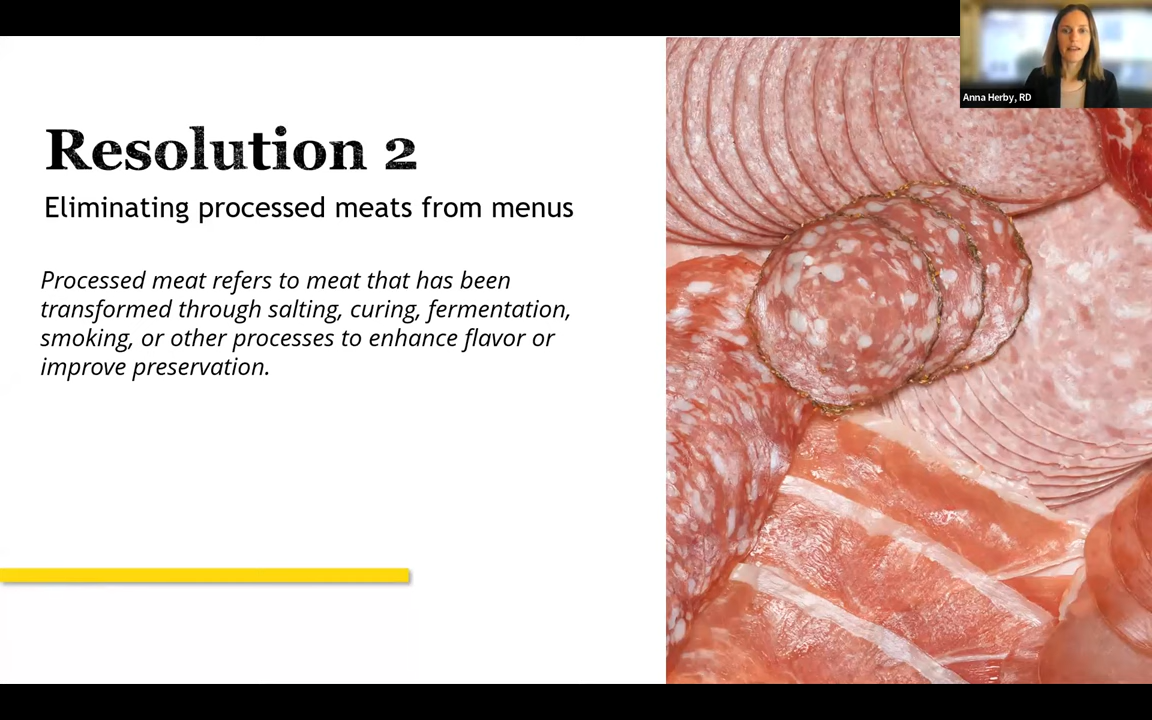 Anna Herby, RD
Resolution 2
Eliminating processed meats from menus
Processed meat refers to meat that has been
transformed through salting, curing, fermentation,
smoking, or other processes to enhance flavor or
improve preservation.